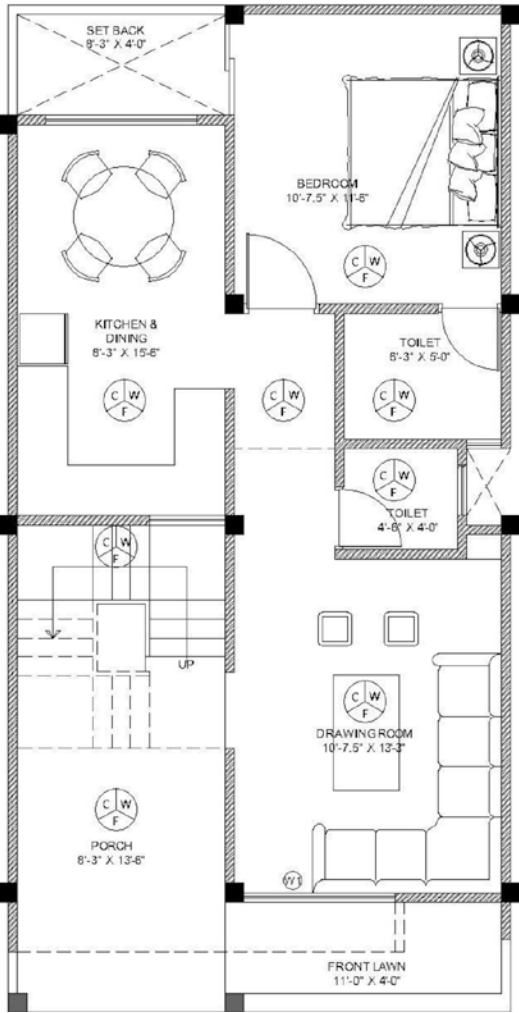 SET BACK
8'-3" X 4'-0"
BEDROOM
10'-7.5" X 11'-6"
C W
F
KITCHEN &
DINING
8'-3" X 15'-6"
TOILET
6'-3" X 5'-0"
C W
F
C W
F
C W
F
C W
F
TOILET
4'-6" X 4'-0"
C W
F
UP
C W
F
DRAWING ROOM
10'-7.5" X 13'-3"
C W
F
PORCH
8'-3" X 13'-6"
W1
FRONT LAWN
11'-0" X 4'-0"